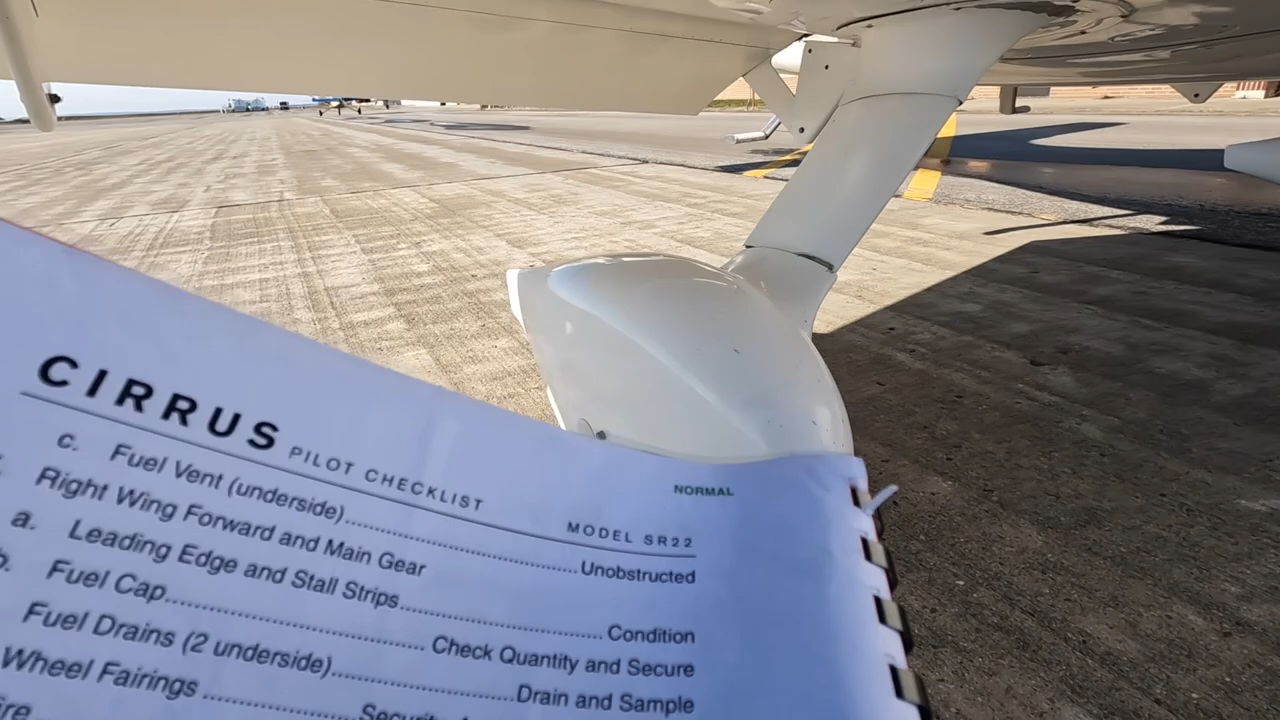 CIRRUS PILOT CHECKLIST MODEL SR22
NORMAL
c. Fuel Vent (underside)..............................Unobstructed
Right Wing Forward and Main Gear
a. Leading Edge and Stall Strips..............................Condition
b. Fuel Cap..............................Check Quantity and Secure
Fuel Drains (2 underside)..............................Drain and Sample
Wheel Fairings..............................